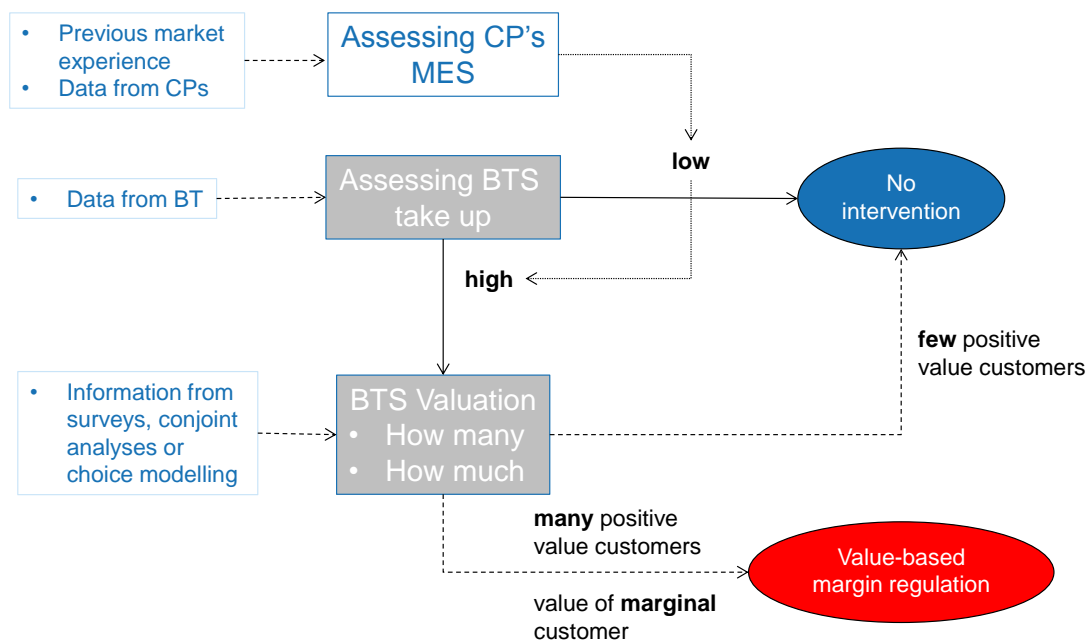 • Previous market
experience
• Data from CPs
Assessing CP’s
MES
low
• Data from BT
Assessing BTS
take up
No
intervention
high
few positive
value customers
• Information from
surveys, conjoint
analyses or
choice modelling
BTS Valuation
• How many
• How much
many positive
value customers
Value-based
margin regulation
value of marginal
customer